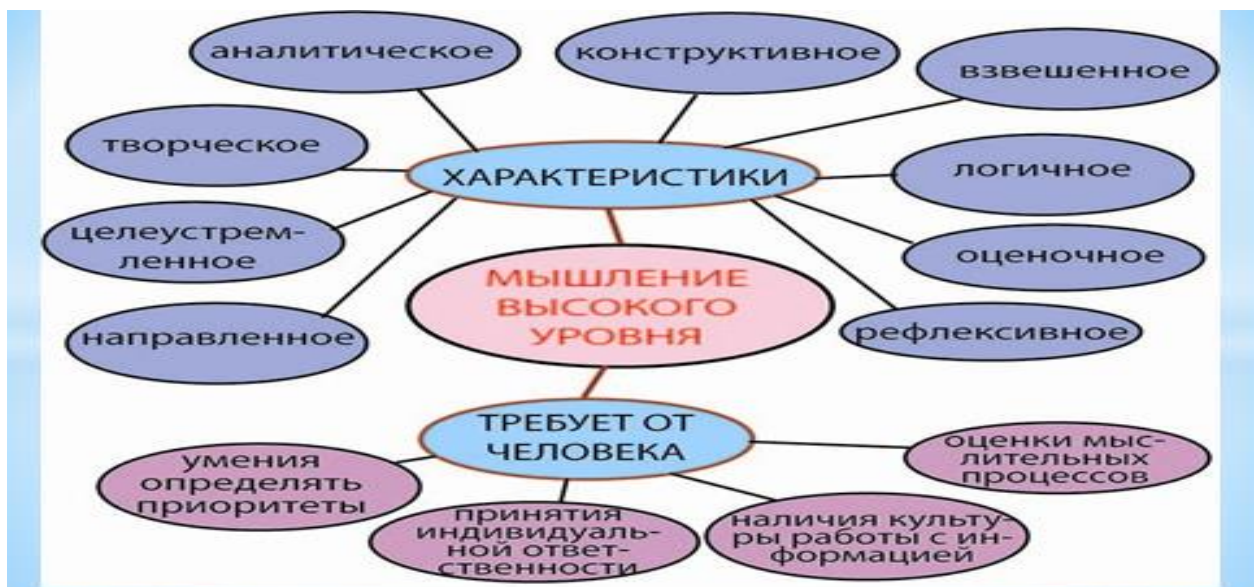 аналитическое
конструктивное
взвешенное
творческое
ХАРАКТЕРИСТИКИ
логичное
целеустрем-
ленное
оценочное
направленное
рефлексивное
МЫШЛЕНИЕ
ВЫСОКОГО
УРОВНЯ
ТРЕБУЕТ ОТ
ЧЕЛОВЕКА
умения
определять
приоритеты
принятия
индивидуаль-
ной ответ-
ственности
наличия культу-
ры работы с ин-
формацией
оценки мыс-
лительных
процессов